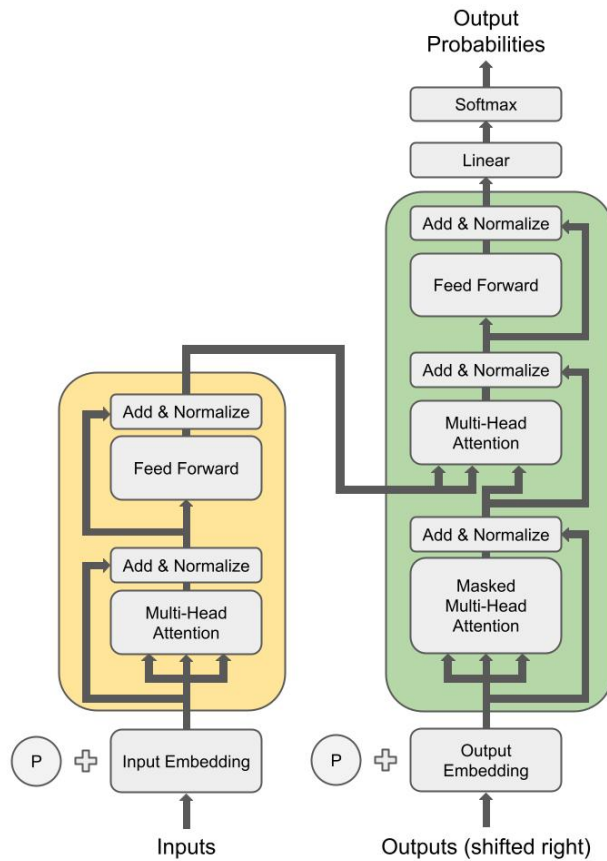 Output
Probabilities
Softmax
Linear
Add & Normalize
Feed Forward
Add & Normalize
Multi-Head
Attention
Add & Normalize
Masked
Multi-Head
Attention
P
Output
Embedding
Outputs (shifted right)
Add & Normalize
Feed Forward
Add & Normalize
Multi-Head
Attention
P
Input Embedding
Inputs